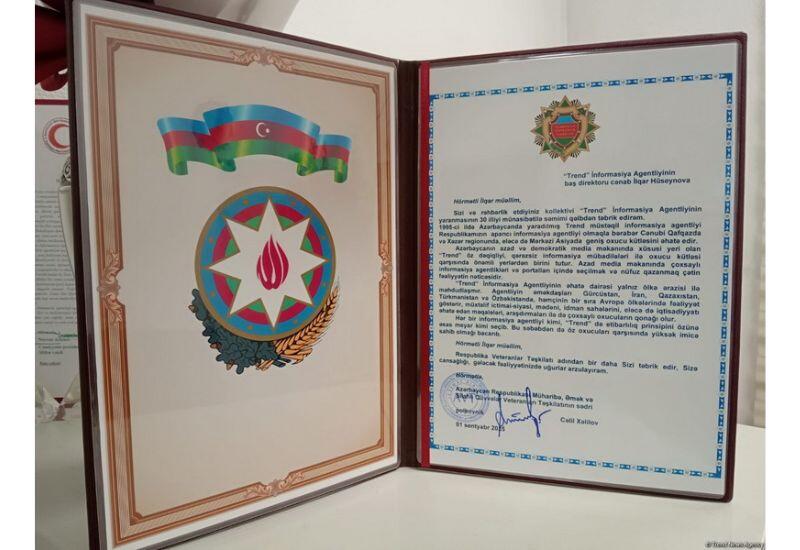 "Trend" İnformasiya Agentliyinin
baş direktoru cənab İlqar Hüseynova
Hörmətli İlqar müəllim,
Sizi və rəhbərlik etdiyiniz kollektivi "Trend" İnformasiya Agentliyinin
yaranmasının 30 illiyi münasibətilə səmimi qəlbdən təbrik edirəm.
1995-ci ildə Azərbaycanda yaradılmış Trend müstəqil informasiya agentliyi
Respublikamızın aparıcı informasiya agentliyi olmaqla bərabər Cənubi Qafqazda
və Xəzər regionunda, eləcə də Mərkəzi Asiyada geniş oxucu kütləsini əhatə edir.
Azərbaycanın azad və demokratik media məkanında xüsusi yeri olan
"Trend" öz dəqiqliyi, qərəzsiz informasiya mübadilələri ilə oxucu kütləsi
qarşısında önəmli yerlərdən birini tutur. Azad media məkanında çoxsaylı
informasiya agentlikləri və portalları içində seçilmək və nüfuz qazanmaq çətin
fəaliyyətin nəticəsidir.
"Trend" İnformasiya Agentliyinin əhatə dairəsi yalnız ölkə ərazisi ilə
məhdudlaşmır. Agentliyin əməkdaşları Gürcüstan, İran, Qazaxıstan,
Türkmənistan və Özbəkistanda, həmçinin bir sıra Avropa ölkələrində fəaliyyət
göstərir, müxtəlif ictimai-siyasi, mədəni, idman sahələrini, eləcə də iqtisadiyyatı
əhatə edən məqalələri, araşdırmaları ilə də çoxsaylı oxucuların qonağı olur.
Hər bir informasiya agentliyi kimi, "Trend" də etibarlılıq prinsipini özünə
əsas meyar kimi seçib. Bu səbəbdən də öz oxucuları qarşısında yüksək imicə
sahib olmağı bacarıb.
Respublika Veteranlar Təşkilatı adından bir daha Sizi təbrik edir, Sizə
cansağlığı, gələcək fəaliyyətinizdə uğurlar arzulayıram.
Hörmətlə,
Azərbaycan Respublikası Müharibə, Əmək və
Silahlı Qüvvələr Veteranları Təşkilatının sədri
polkovnik Cəlil Xəlilov
01 sentyabr 2025
© Trend News Agency